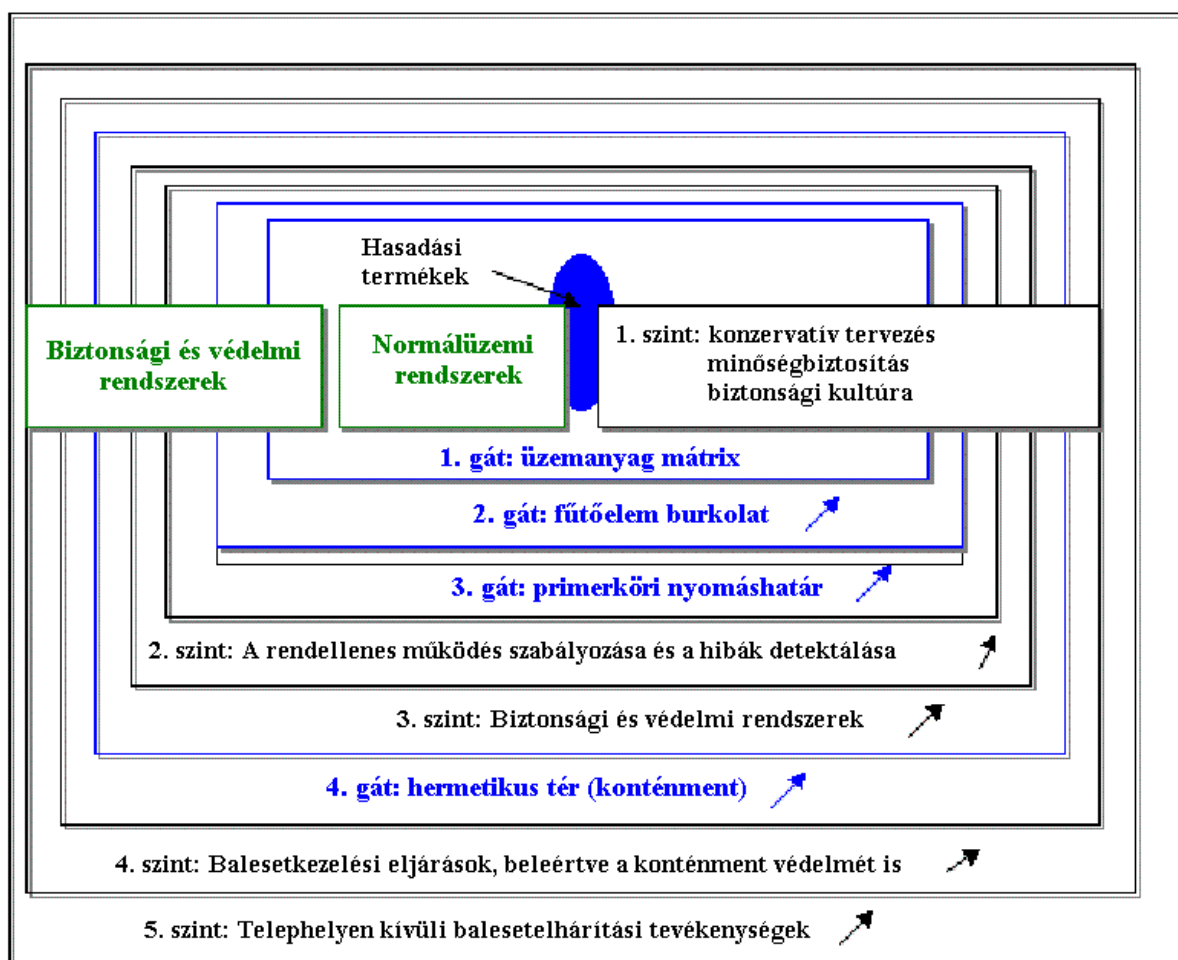 Hasadási
termékek
Biztonsági és védelmi
rendszerek
Normálüzemi
rendszerek
1. szint: konzervatív tervezés
minőségbiztosítás
biztonsági kultúra
1. gát: üzemanyag mátrix
2. gát: fűtőelem burkolat
3. gát: primerköri nyomáshatár
2. szint: A rendellenes működés szabályozása és a hibák detektálása
3. szint: Biztonsági és védelmi rendszerek
4. gát: hermetikus tér (konténment)
4. szint: Balesetkezelési eljárások, beleértve a konténment védelmét is
5. szint: Telephelyen kívüli balesetelhárítási tevékenységek